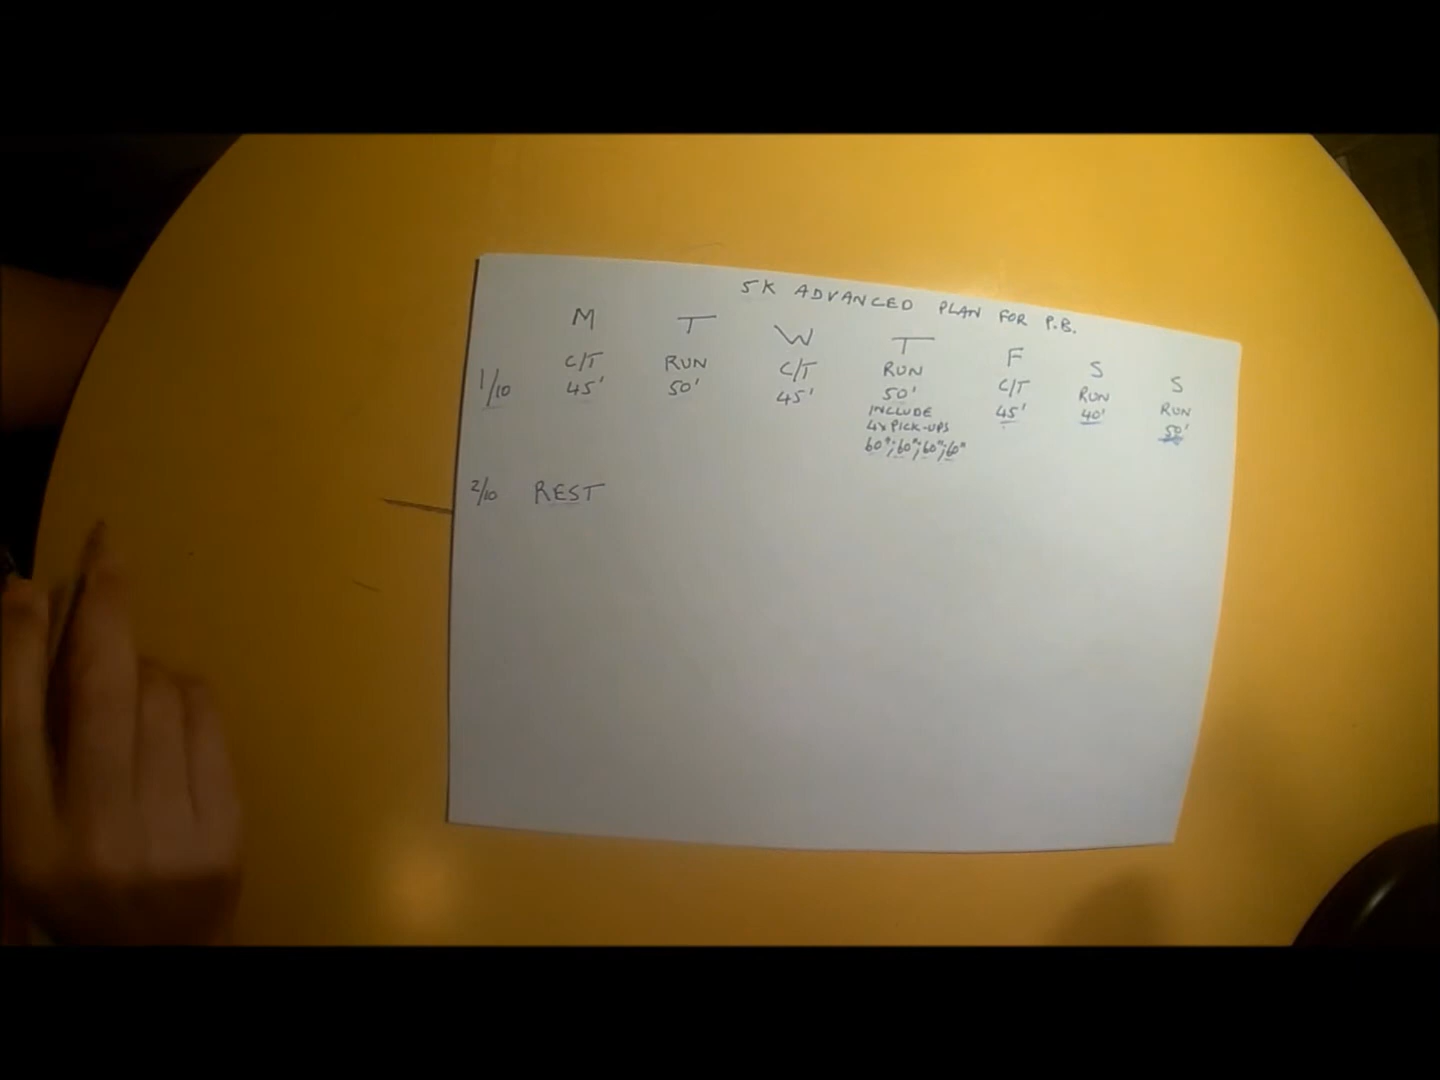 5K ADVANCED PLAN FOR P.B.
M T W T F S S
1/10 C/T RUN C/T RUN C/T RUN RUN
45' 50' 45' 50' 45' 40' 50'
INCLUDE
4x PICK-UPS
60"; 60"; 60"; 60"
2/10 REST